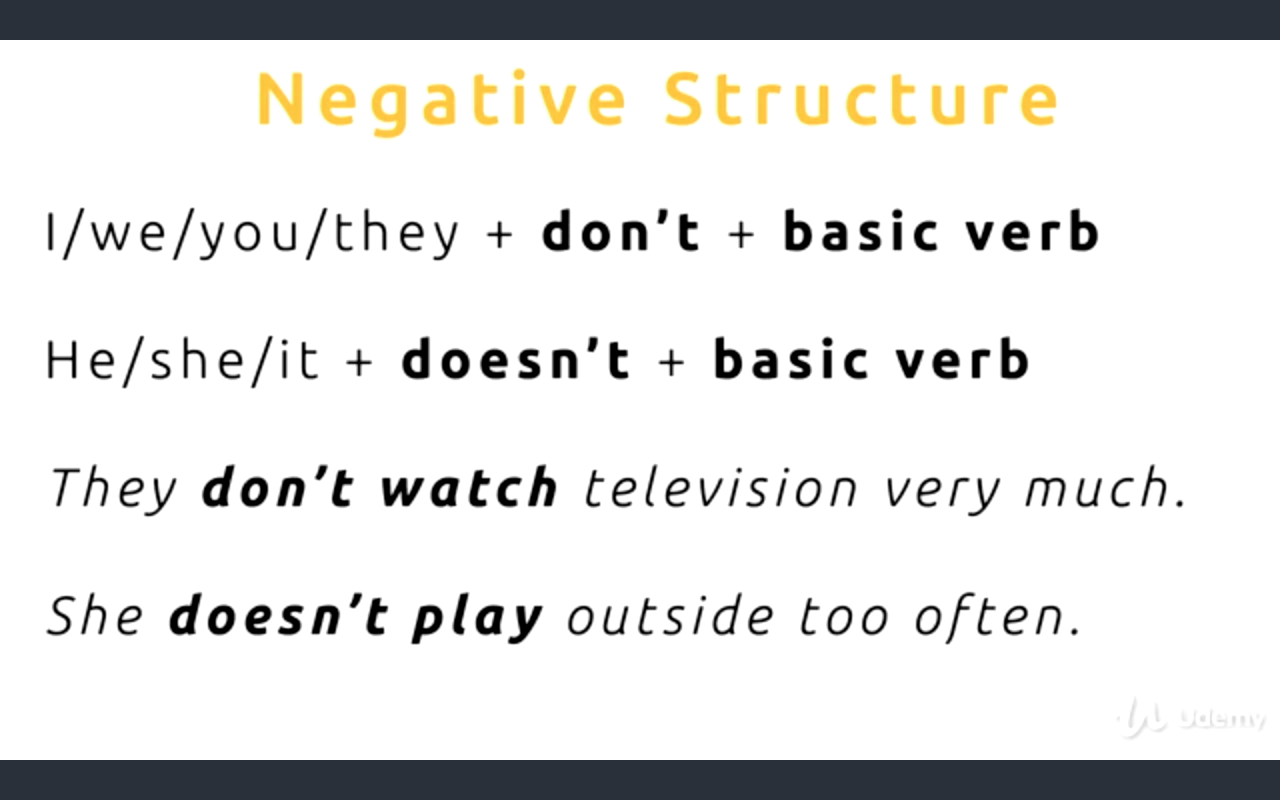 Negative Structure
I/we/you/they + don’t + basic verb
He/she/it + doesn’t + basic verb
They don’t watch television very much.
She doesn’t play outside too often.
Udemy